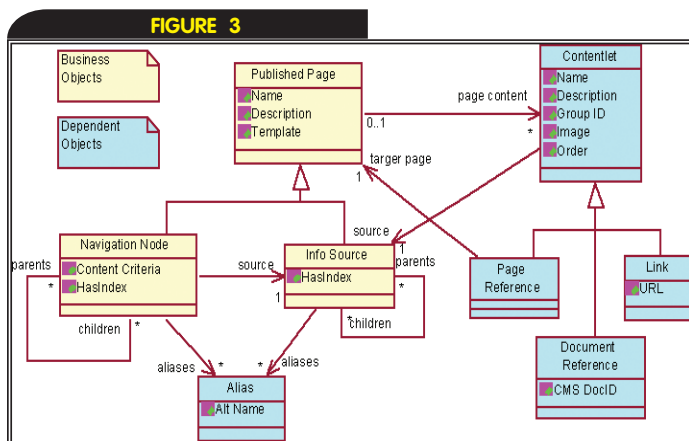 FIGURE 3
Business
Objects
Dependent
Objects
Published Page
Name
Description
Template
page content
0..1
*
targer page
1
Contentlet
Name
Description
Group ID
Image
Order
source
1
Navigation Node
Content Criteria
HasIndex
parents
*
children
*
source
1
Info Source
HasIndex
parents
*
*
children
Page
Reference
Link
URL
aliases
*
*
aliases
Alias
Alt Name
Document
Reference
CMS DocID